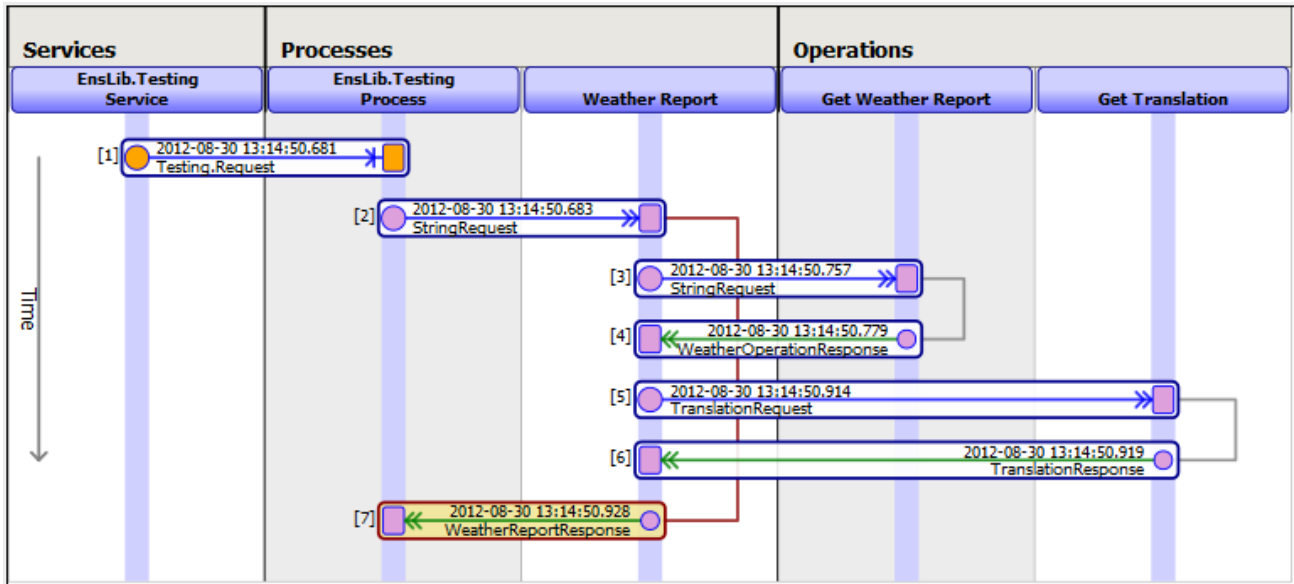 Services
Processes
Operations
EnsLib.Testing
Service
EnsLib.Testing
Process
Weather Report
Get Weather Report
Get Translation
Time
[1]
2012-08-30 13:14:50.681
Testing.Request
[2]
2012-08-30 13:14:50.683
StringRequest
[3]
2012-08-30 13:14:50.757
StringRequest
[4]
2012-08-30 13:14:50.779
WeatherOperationResponse
[5]
2012-08-30 13:14:50.914
TranslationRequest
[6]
2012-08-30 13:14:50.919
TranslationResponse
[7]
2012-08-30 13:14:50.928
WeatherReportResponse